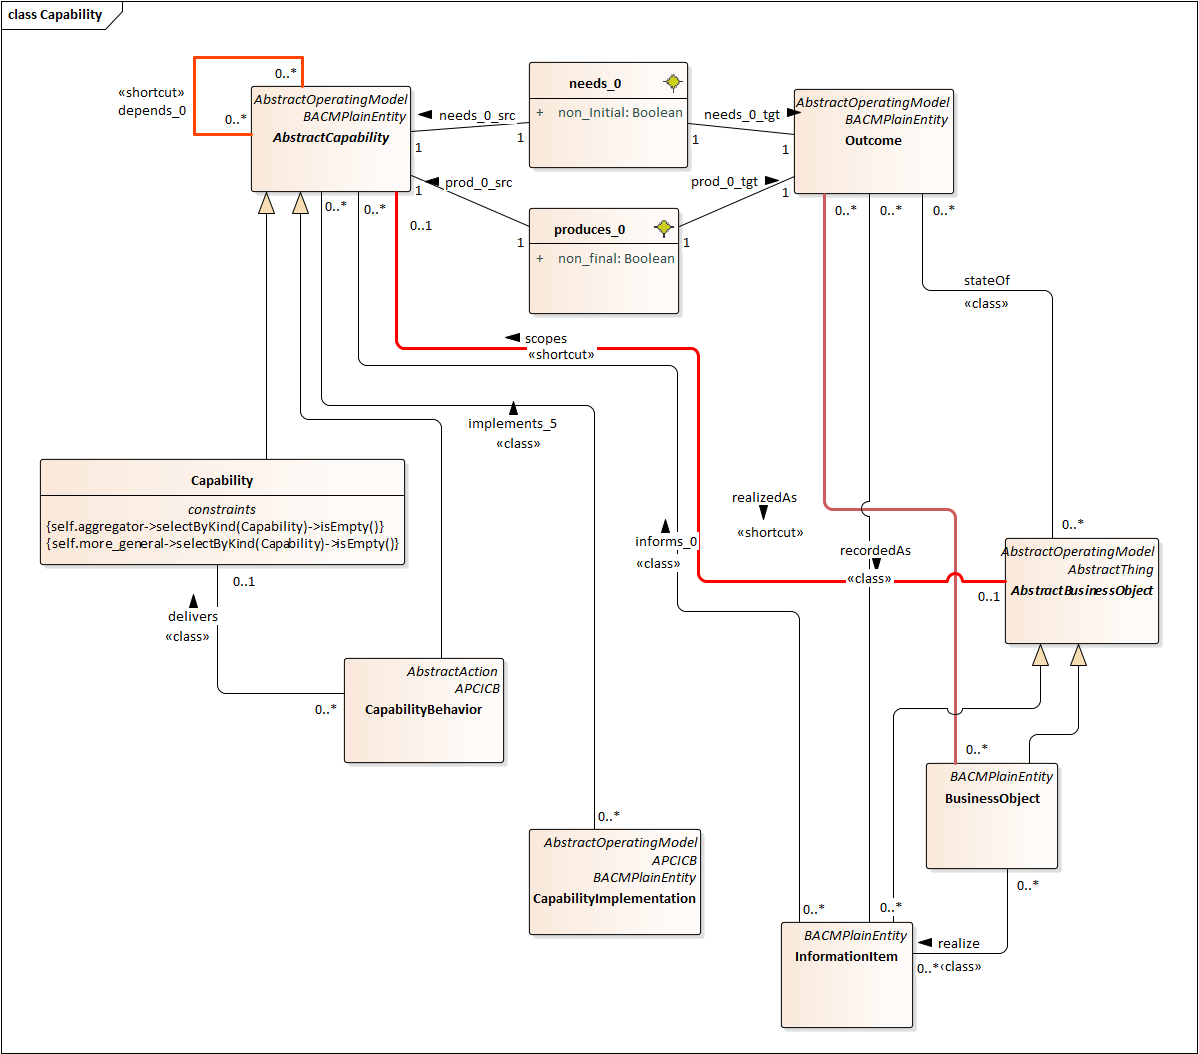 class Capability
«shortcut»
depends_0
0..*
0..*
AbstractOperatingModel
BACMPlainEntity
AbstractCapability
needs_0_src
1
1
needs_0
+ non_Initial: Boolean
needs_0_tgt
1
1
AbstractOperatingModel
BACMPlainEntity
Outcome
prod_0_src
1
1
produces_0
+ non_final: Boolean
prod_0_tgt
1
1
0..*
0..*
0..1
0..*
0..*
0..*
stateOf
«class»
scopes
«shortcut»
implements_5
«class»
Capability
constraints
{self.aggregator->selectByKind(Capability)->isEmpty()}
{self.more_general->selectByKind(Capability)->isEmpty()}
realizedAs
«shortcut»
informs_0
«class»
recordedAs
«class»
0..*
AbstractOperatingModel
AbstractThing
AbstractBusinessObject
0..1
0..1
delivers
«class»
0..*
AbstractAction
APCICB
CapabilityBehavior
0..*
BACMPlainEntity
BusinessObject
0..*
AbstractOperatingModel
APCICB
BACMPlainEntity
CapabilityImplementation
0..*
0..*
0..*
BACMPlainEntity
InformationItem
realize
0..*
«class»